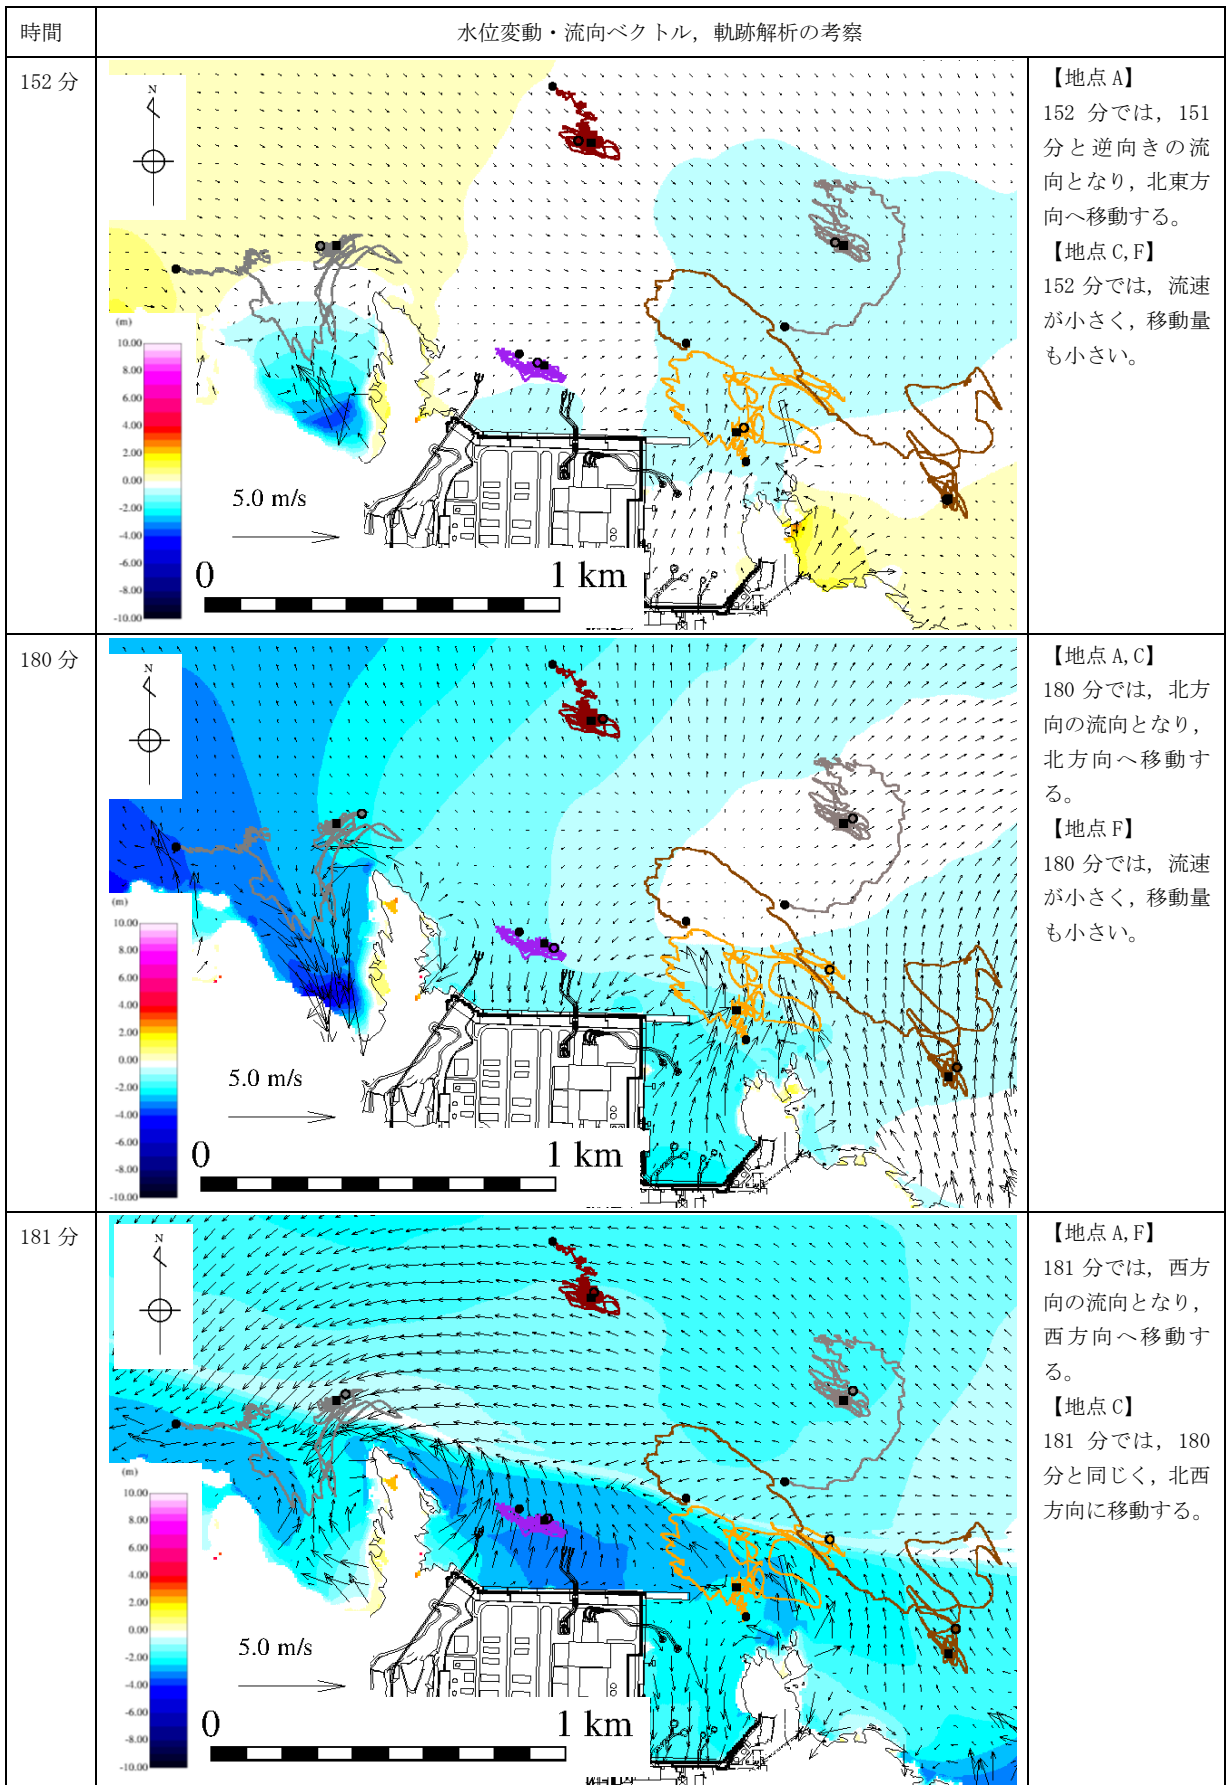 時間
水位変動・流向ベクトル，軌跡解析の考察
152 分
N
(m)
10.00
8.00
6.00
4.00
2.00
0.00
-2.00
-4.00
-6.00
-8.00
-10.00
5.0 m/s
0
1 km
【地点 A】
152 分では，151
分と逆向きの流
向となり，北東方
向へ移動する。
【地点 C,F】
152 分では，流速
が小さく，移動量
も小さい。
180 分
N
(m)
10.00
8.00
6.00
4.00
2.00
0.00
-2.00
-4.00
-6.00
-8.00
-10.00
5.0 m/s
0
1 km
【地点 A,C】
180 分では，北方
向の流向となり，
北方向へ移動す
る。
【地点 F】
180 分では，流速
が小さく，移動量
も小さい。
181 分
N
(m)
10.00
8.00
6.00
4.00
2.00
0.00
-2.00
-4.00
-6.00
-8.00
-10.00
5.0 m/s
0
1 km
【地点 A,F】
181 分では，西方
向の流向となり，
西方向へ移動す
る。
【地点 C】
181 分では，180
分と同じく，北西
方向に移動する。